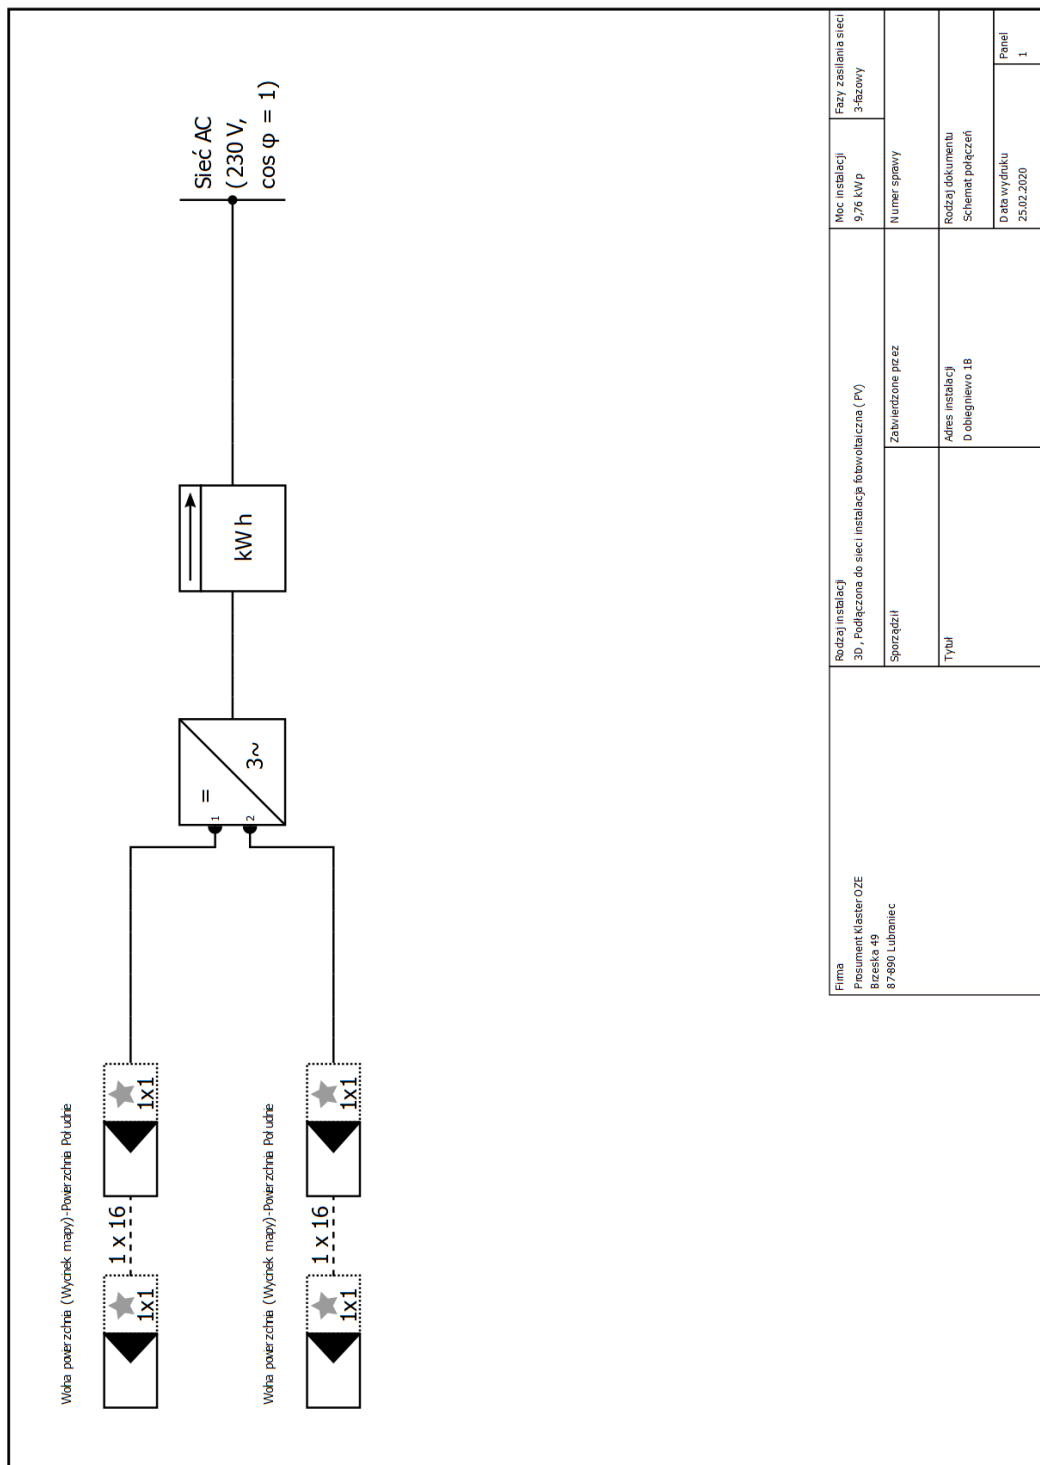 Wolna powierzchnia (Wycinek mapy)-Powierzchnia Południe
1x1
1 x 16
1x1
Wolna powierzchnia (Wycinek mapy)-Powierzchnia Południe
1x1
1 x 16
1x1
=
1
2
3~
kWh
Sieć AC
(230 V,
cos φ = 1)
Firma
Prosument Klaster OZE
Brzeska 49
87-890 Lubraniec
Rodzaj instalacji
3D, Podłączona do sieci instalacja fotowoltaiczna (PV)
Moc instalacji
9,76 kWp
Fazy zasilania sieci
3-fazowy
Sporządził
Zatwierdzone przez
Numer sprawy
Tytuł
Adres instalacji
Dobiegniewo 1B
Rodzaj dokumentu
Schemat połączeń
Data wydruku
25.02.2020
Panel
1